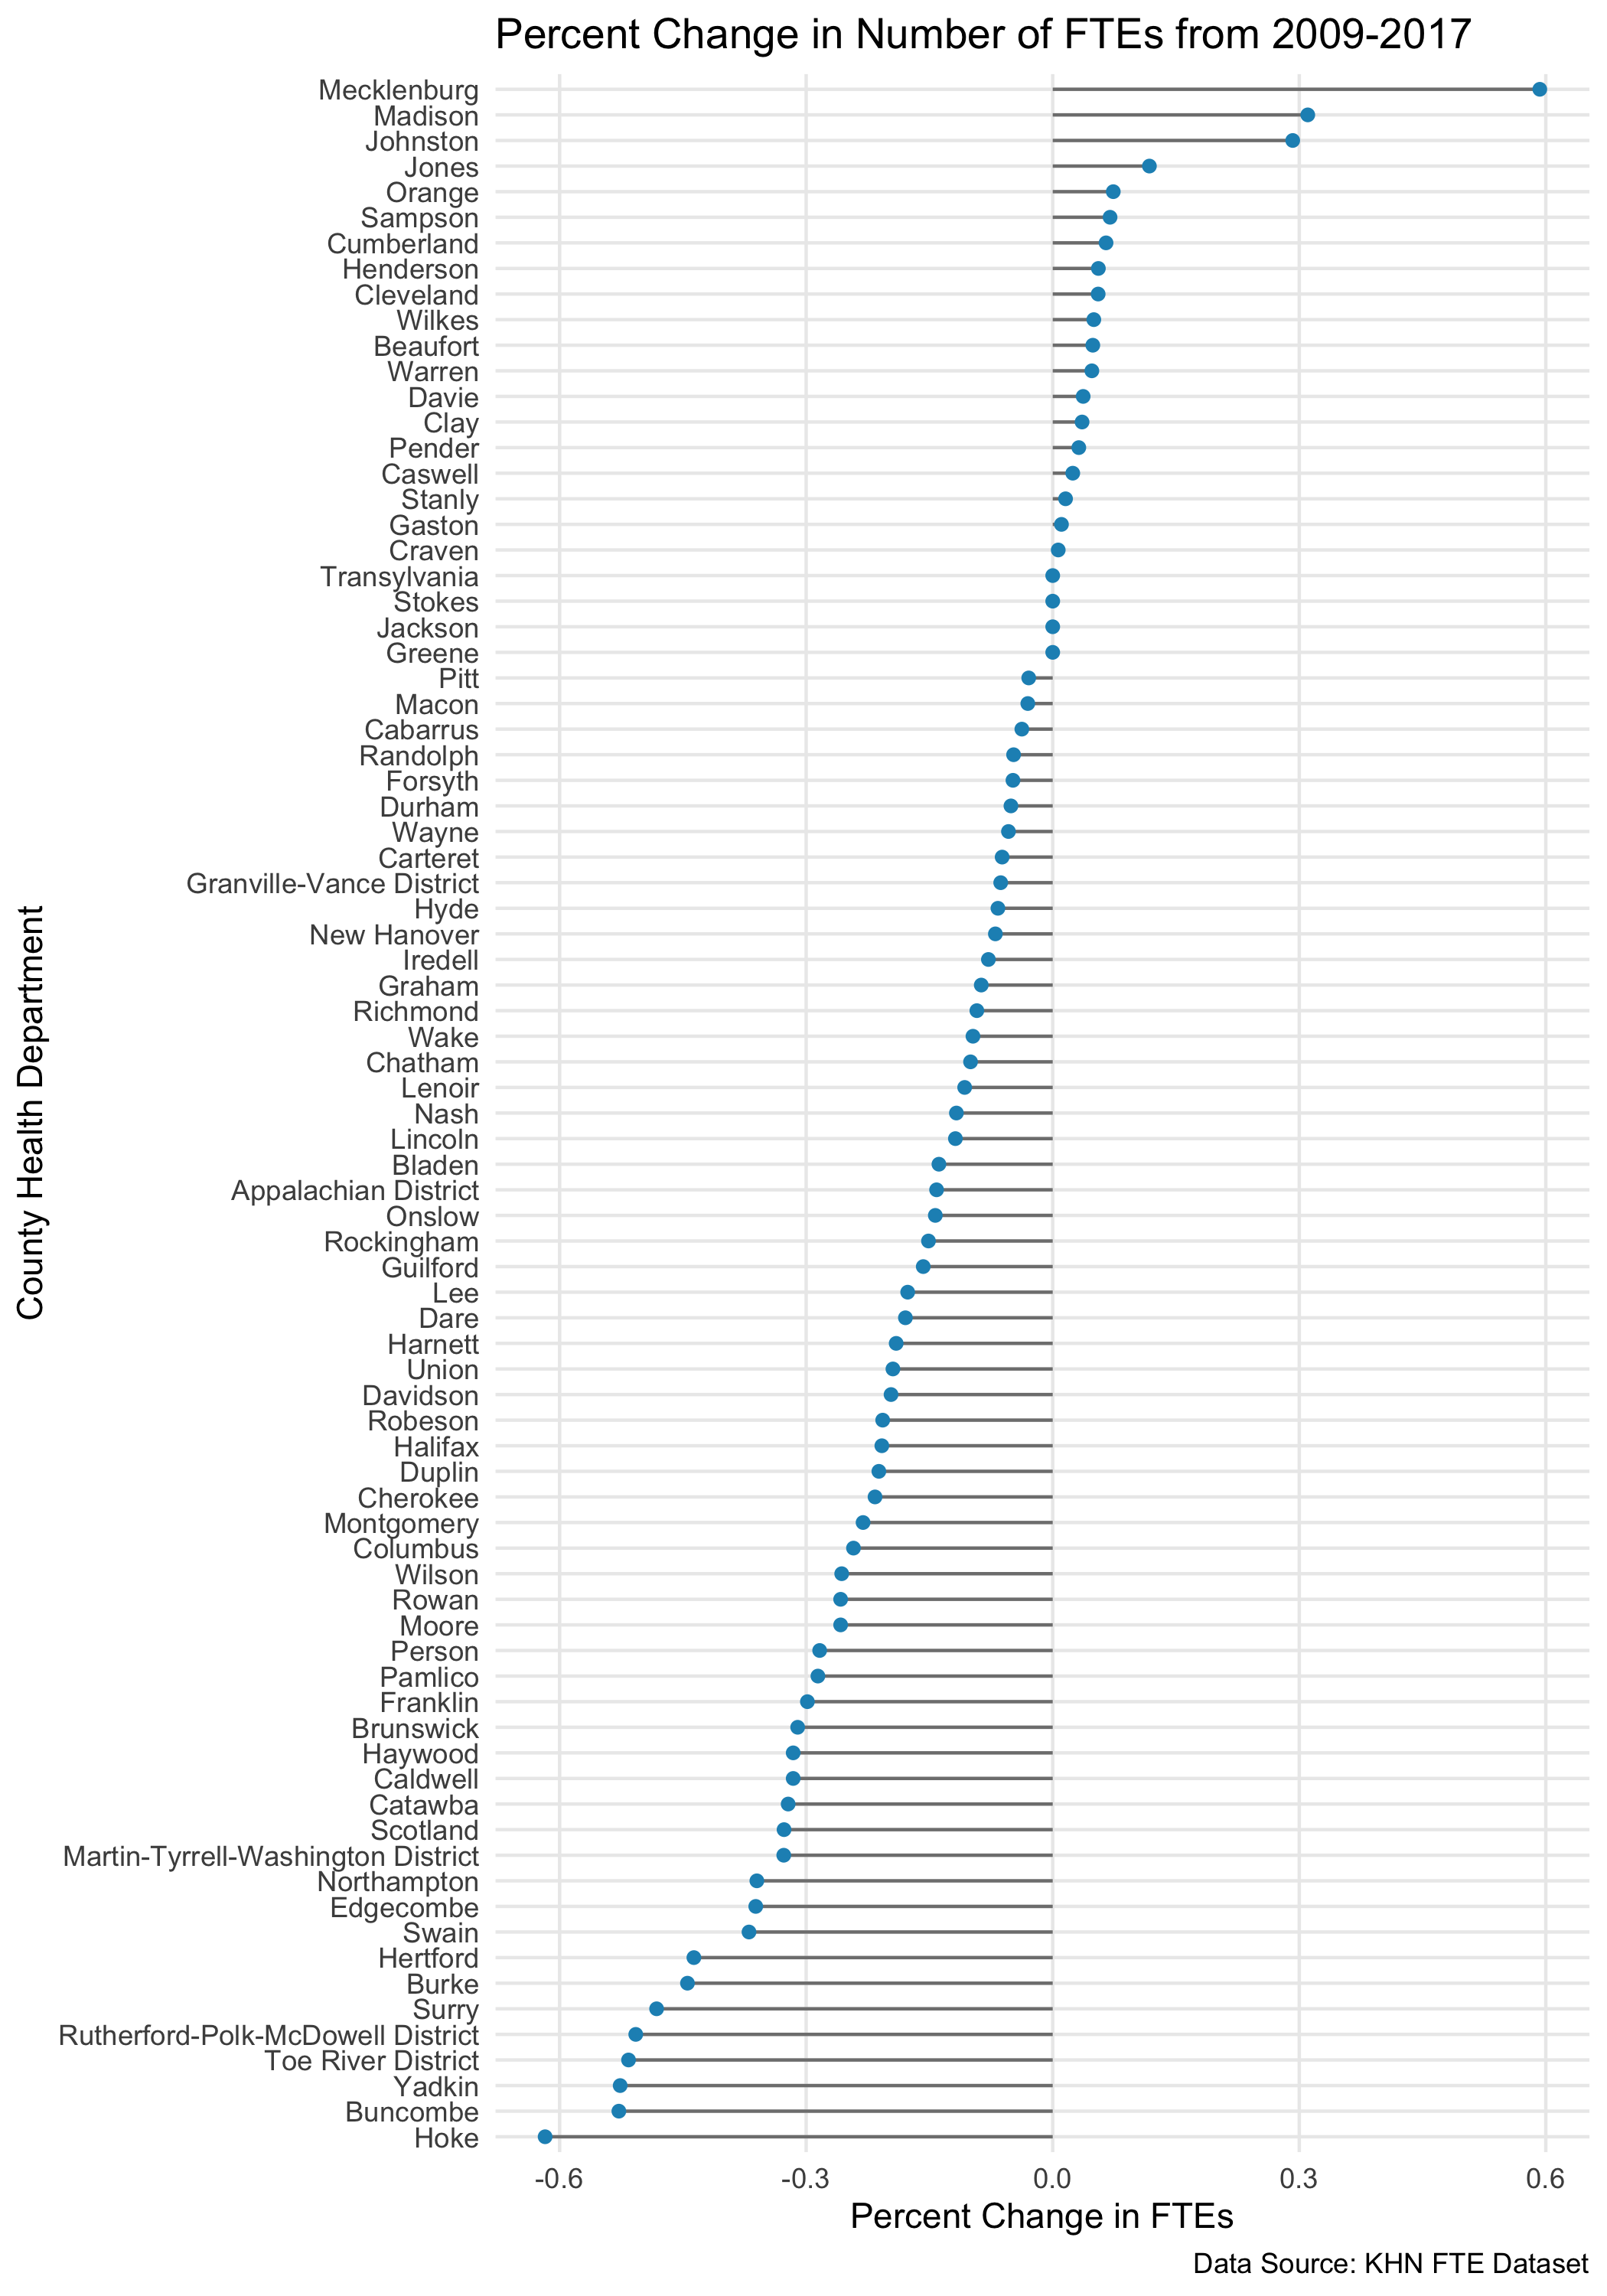 Percent Change in Number of FTEs from 2009-2017
Mecklenburg
Madison
Johnston
Jones
Orange
Sampson
Cumberland
Henderson
Cleveland
Wilkes
Beaufort
Warren
Davie
Clay
Pender
Caswell
Stanly
Gaston
Craven
Transylvania
Stokes
Jackson
Greene
Pitt
Macon
Cabarrus
Randolph
Forsyth
Durham
Wayne
Carteret
Granville-Vance District
Hyde
New Hanover
Iredell
Graham
Richmond
Wake
Chatham
Lenoir
Nash
Lincoln
Bladen
Appalachian District
Onslow
Rockingham
Guilford
Lee
Dare
Harnett
Union
Davidson
Robeson
Halifax
Duplin
Cherokee
Montgomery
Columbus
Wilson
Rowan
Moore
Person
Pamlico
Franklin
Brunswick
Haywood
Caldwell
Catawba
Scotland
Martin-Tyrrell-Washington District
Northampton
Edgecombe
Swain
Hertford
Burke
Surry
Rutherford-Polk-McDowell District
Toe River District
Yadkin
Buncombe
Hoke
County Health Department
-0.6 -0.3 0.0 0.3 0.6
Percent Change in FTEs
Data Source: KHN FTE Dataset